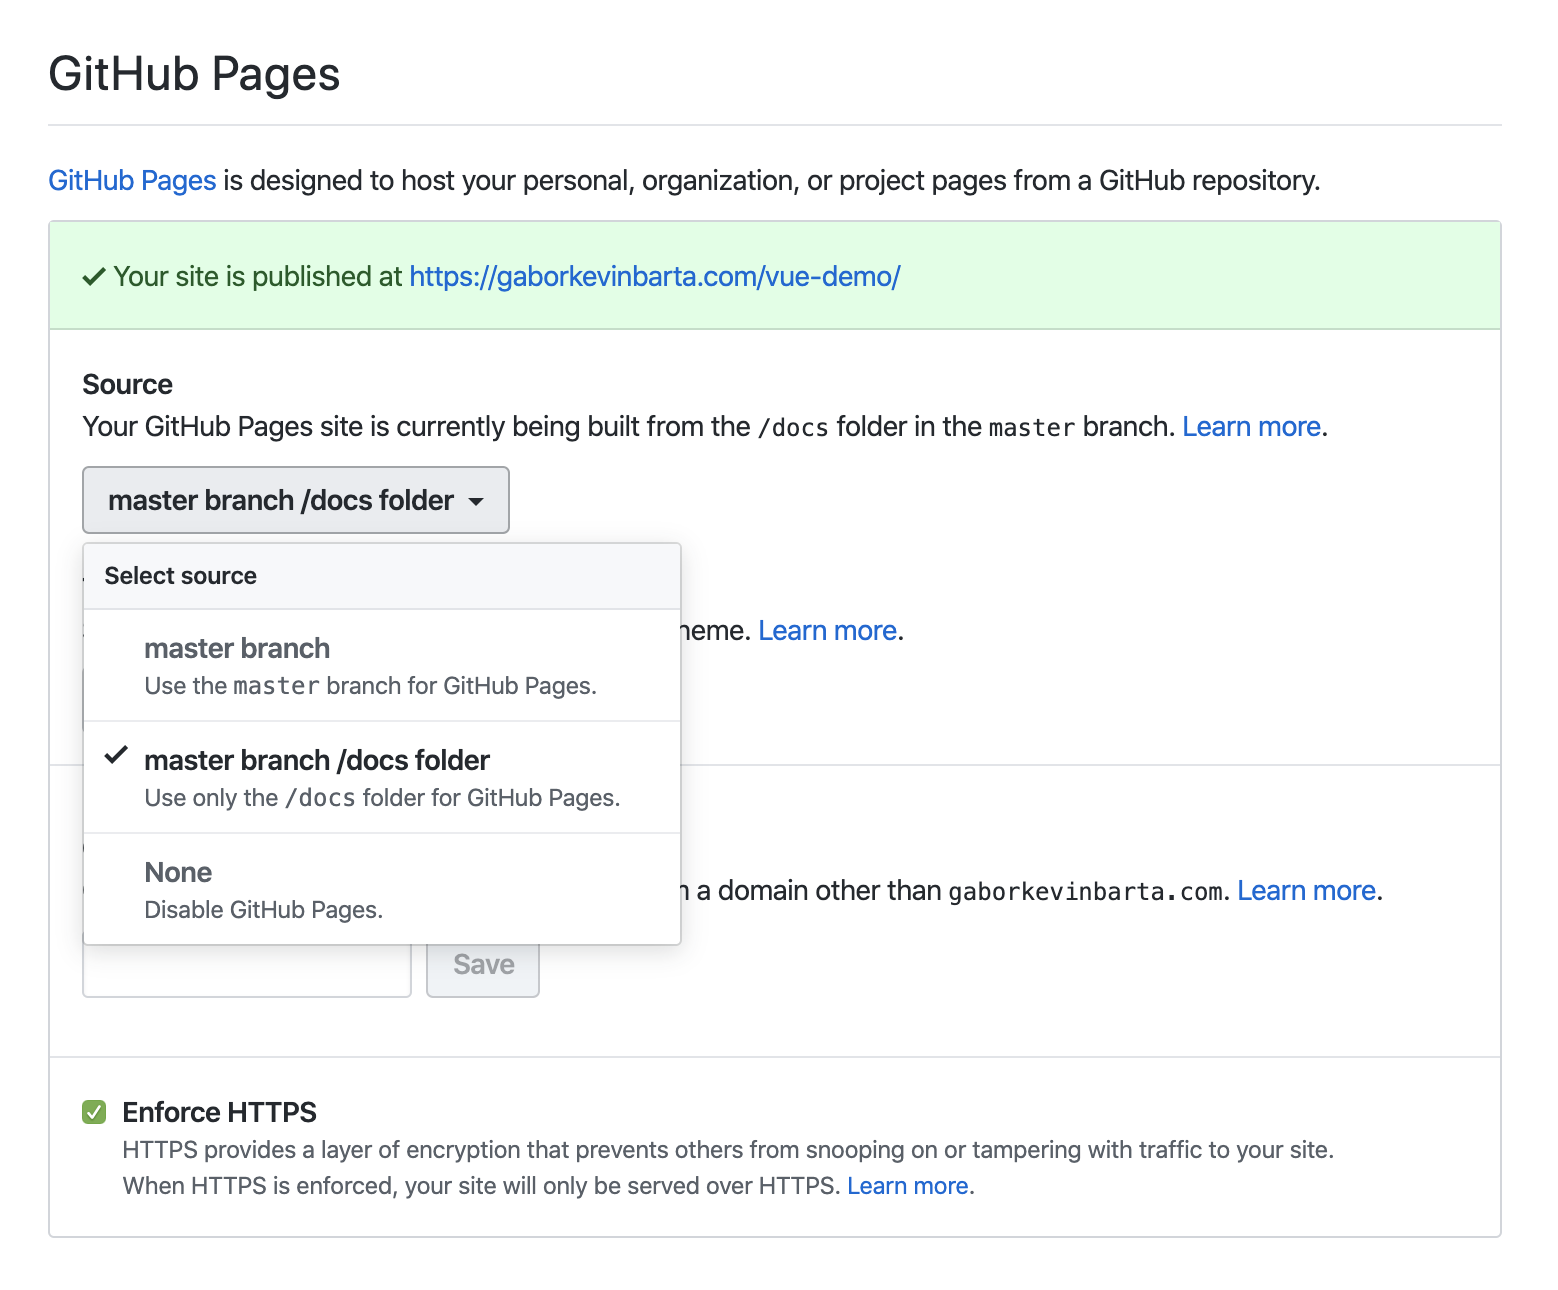 GitHub Pages
GitHub Pages is designed to host your personal, organization, or project pages from a GitHub repository.
Your site is published at https://gaborkevinbarta.com/vue-demo/
Source
Your GitHub Pages site is currently being built from the /docs folder in the master branch. Learn more.
master branch /docs folder
Select source
master branch
Use the master branch for GitHub Pages.
master branch /docs folder
Use only the /docs folder for GitHub Pages.
None
Disable GitHub Pages.
Learn more.
a domain other than gaborkevinbarta.com. Learn more.
Save
Enforce HTTPS
HTTPS provides a layer of encryption that prevents others from snooping on or tampering with traffic to your site.
When HTTPS is enforced, your site will only be served over HTTPS. Learn more.